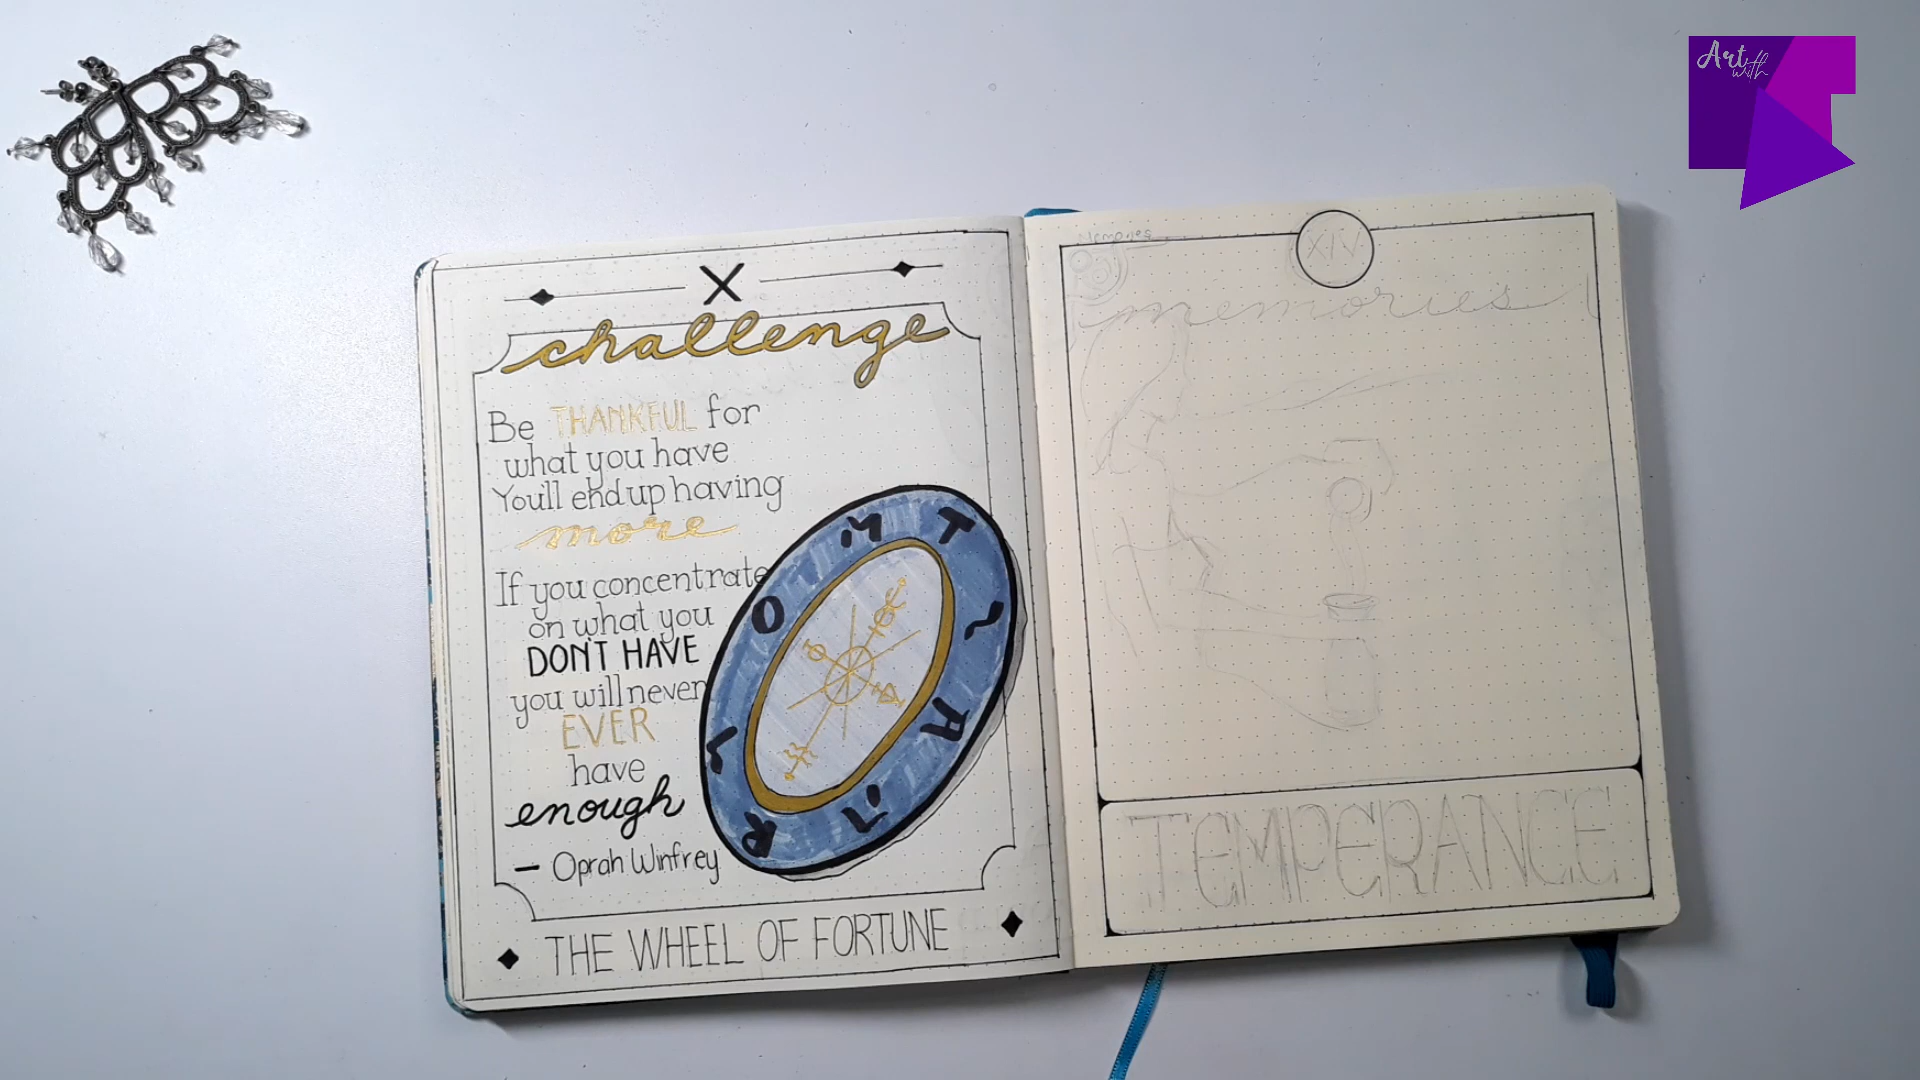 Art
with
X
challenge
Be THANKFUL for
what you have
You'll end up having
more
If you concentrate
on what you
DON'T HAVE
you will never
EVER
have
enough
— Oprah Winfrey
T
A
R
O
THE WHEEL OF FORTUNE
Memories
XIV
memories
TEMPERANCE